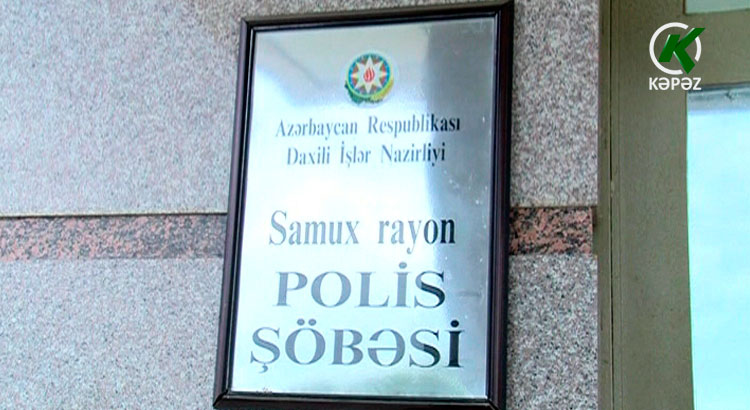 KƏPƏZ
Azərbaycan Respublikası
Daxili İşlər Nazirliyi
Samux rayon
POLİS
ŞÖBƏSİ